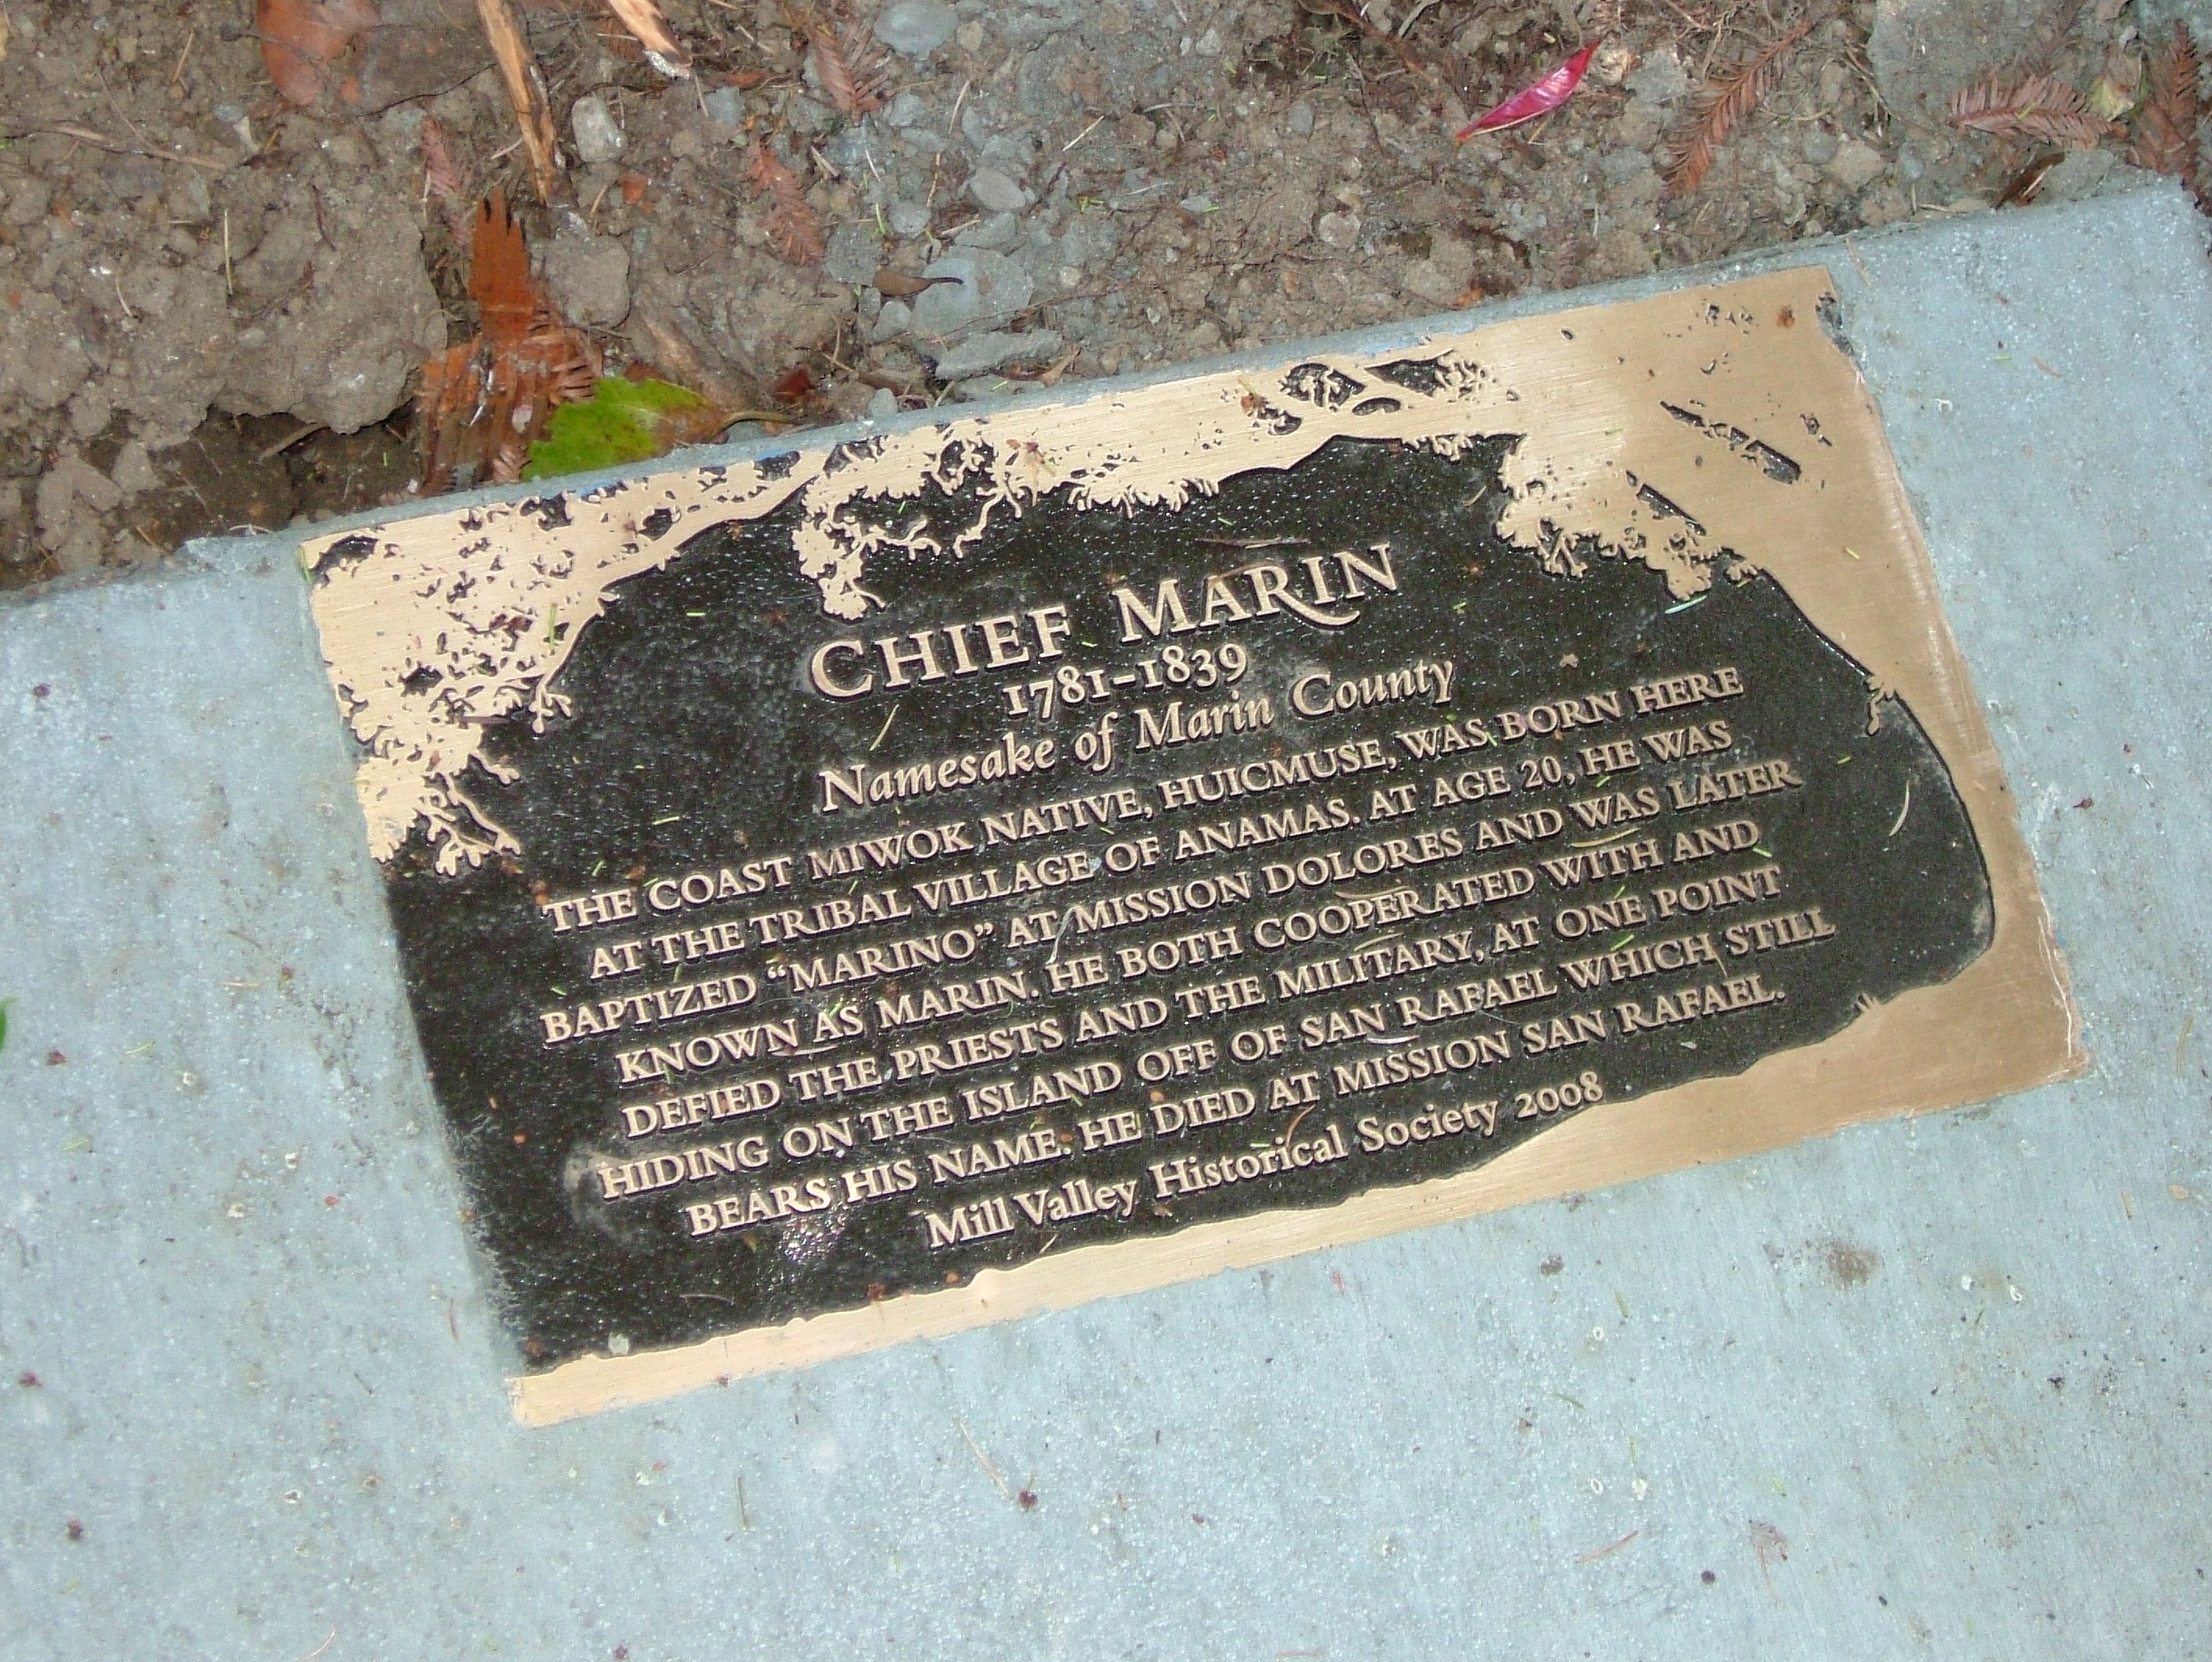 CHIEF MARIN
1781-1839
Namesake of Marin County
THE COAST MIWOK NATIVE, HUICMUSE, WAS BORN HERE
AT THE TRIBAL VILLAGE OF ANAMAS. AT AGE 20, HE WAS
BAPTIZED “MARINO” AT MISSION DOLORES AND WAS LATER
KNOWN AS MARIN. HE BOTH COOPERATED WITH AND
DEFIED THE PRIESTS AND THE MILITARY, AT ONE POINT
HIDING ON THE ISLAND OFF OF SAN RAFAEL WHICH STILL
BEARS HIS NAME. HE DIED AT MISSION SAN RAFAEL.
Mill Valley Historical Society 2008